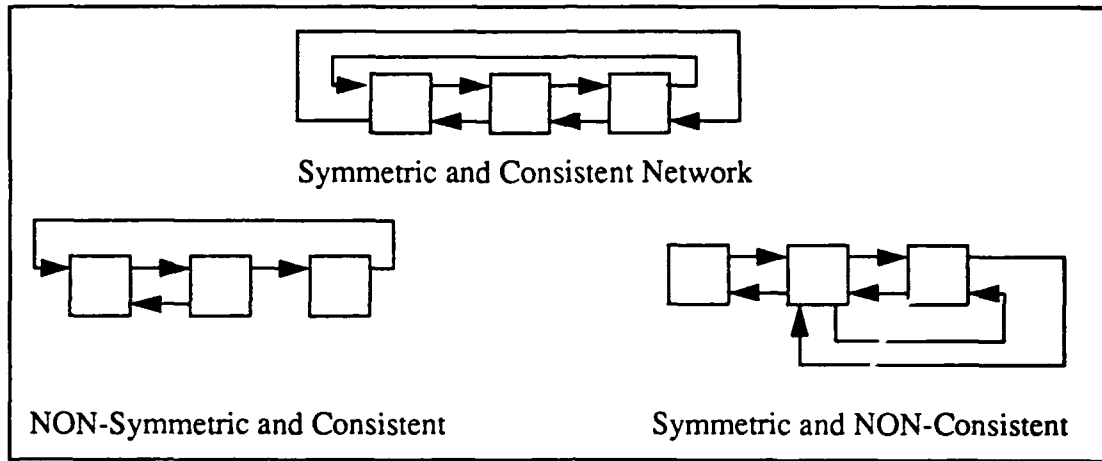 Symmetric and Consistent Network
NON-Symmetric and Consistent
Symmetric and NON-Consistent